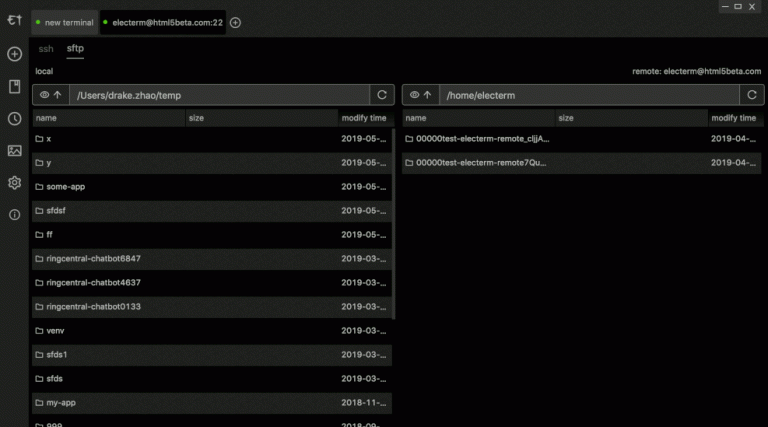 new terminal
electerm@html5beta.com:22
ssh sftp
local
remote: electerm@html5beta.com
/Users/drake.zhao/temp
/home/electerm
name size modify time
name size modify time
x 2019-05-...
y 2019-05-...
some-app 2019-05-...
sfdsf 2019-05-...
ff 2019-05-...
ringcentral-chatbot6847 2019-03-...
ringcentral-chatbot4637 2019-03-...
ringcentral-chatbot0133 2019-03-...
venv 2019-03-...
sfds1 2019-03-...
sfds 2019-03-...
my-app 2018-11-...
999 2018-09-...
00000test-electerm-remote_cljjA... 2019-04-...
00000test-electerm-remote7Qu... 2019-04-...